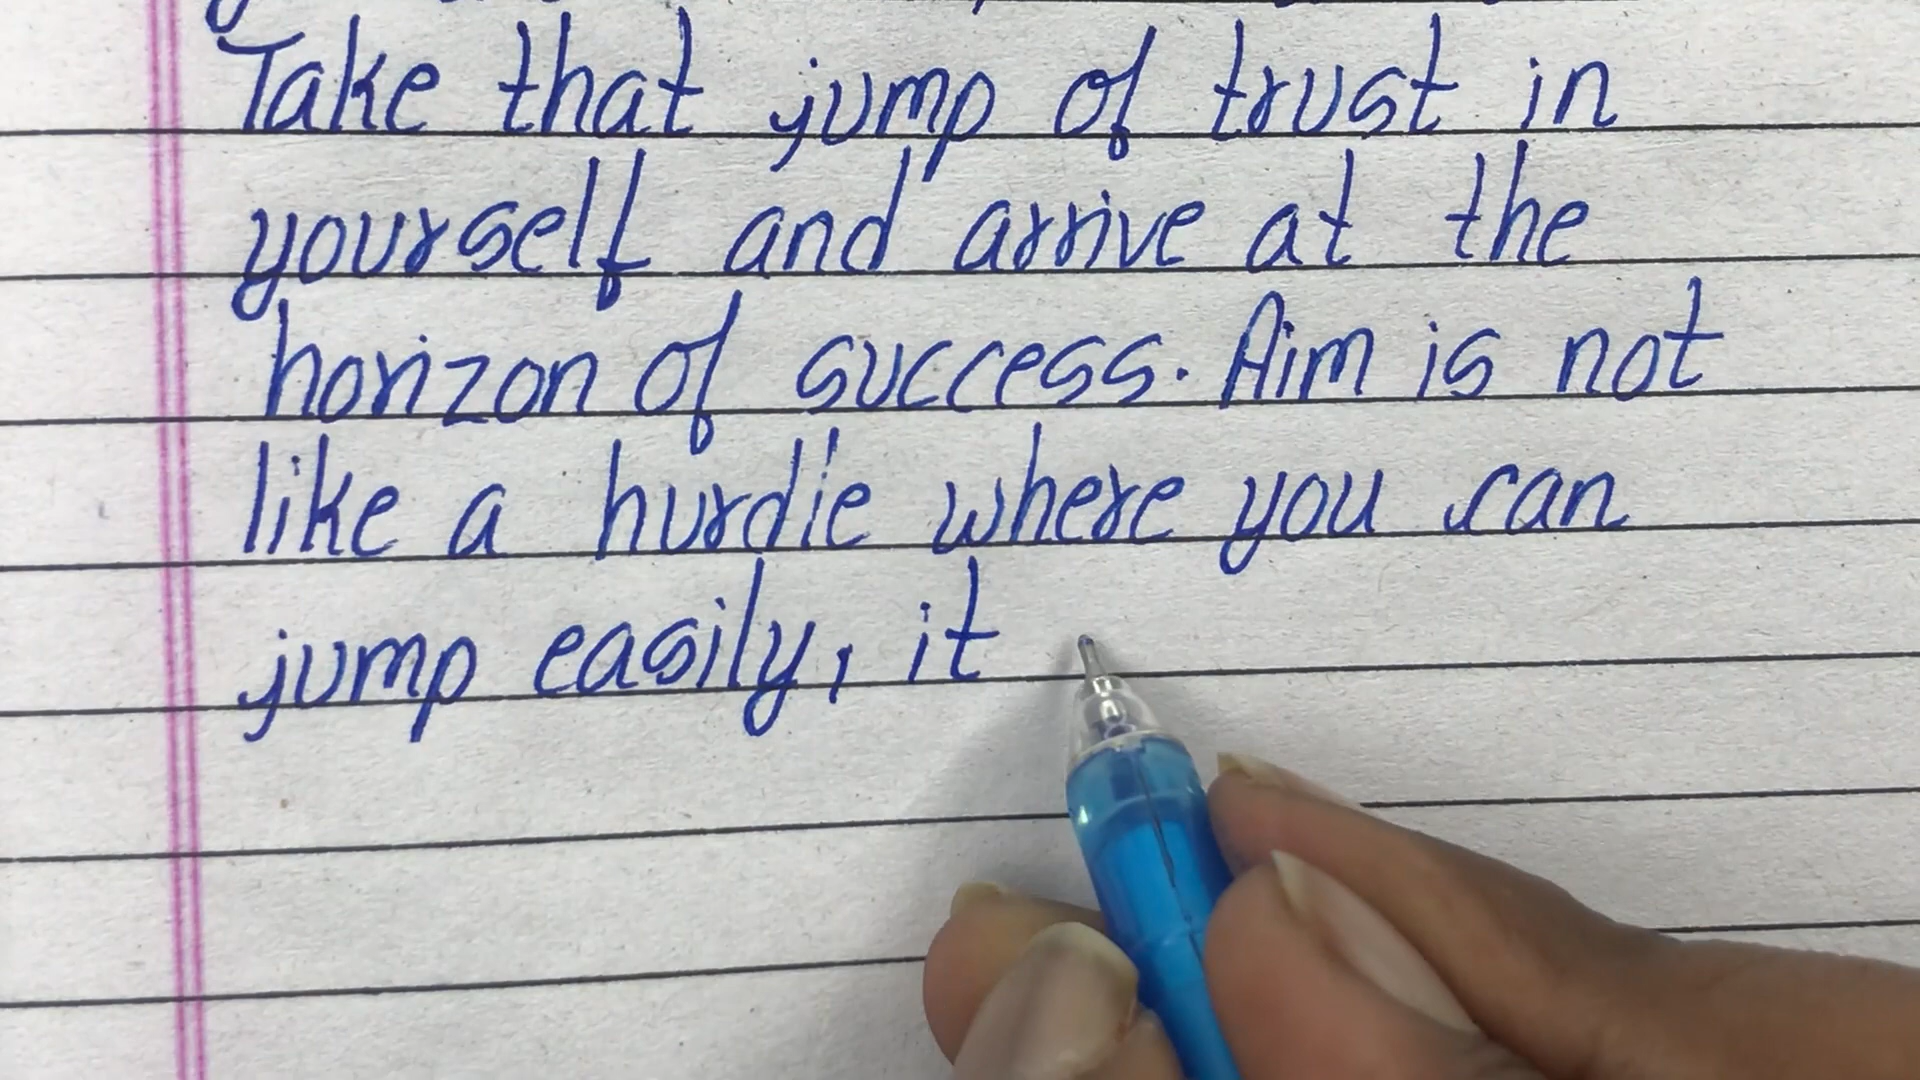 Take that jump of trust in
yourself and arrive at the
horizon of success. Aim is not
like a hurdie where you can
jump easily, it